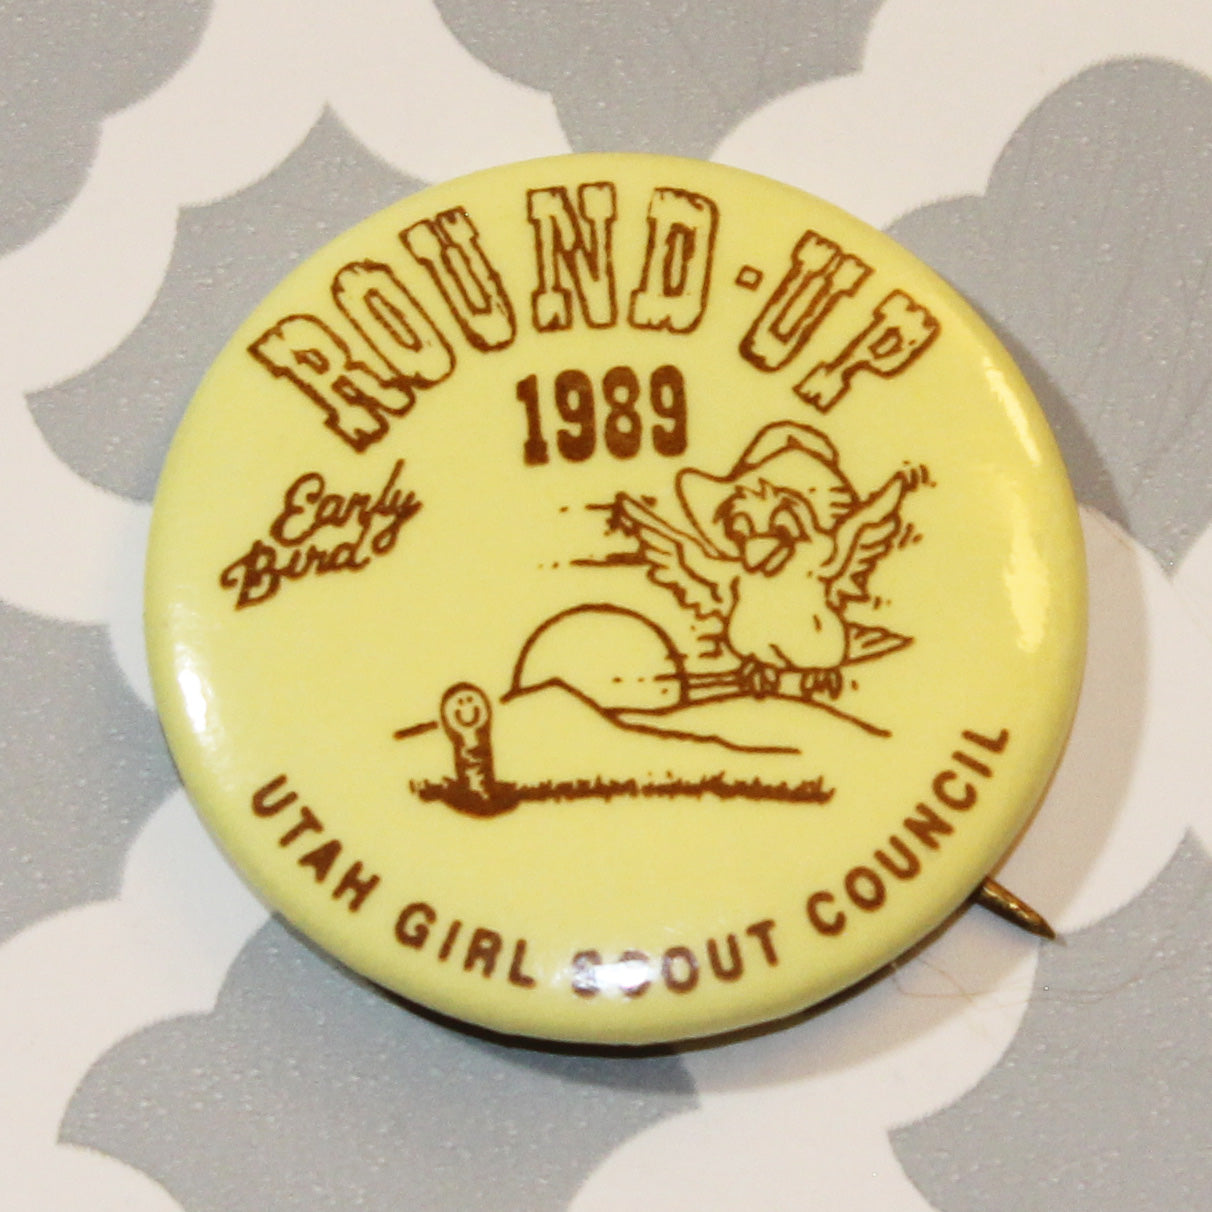 ROUND-UP
1989
Early
Bird
UTAH GIRL SCOUT COUNCIL